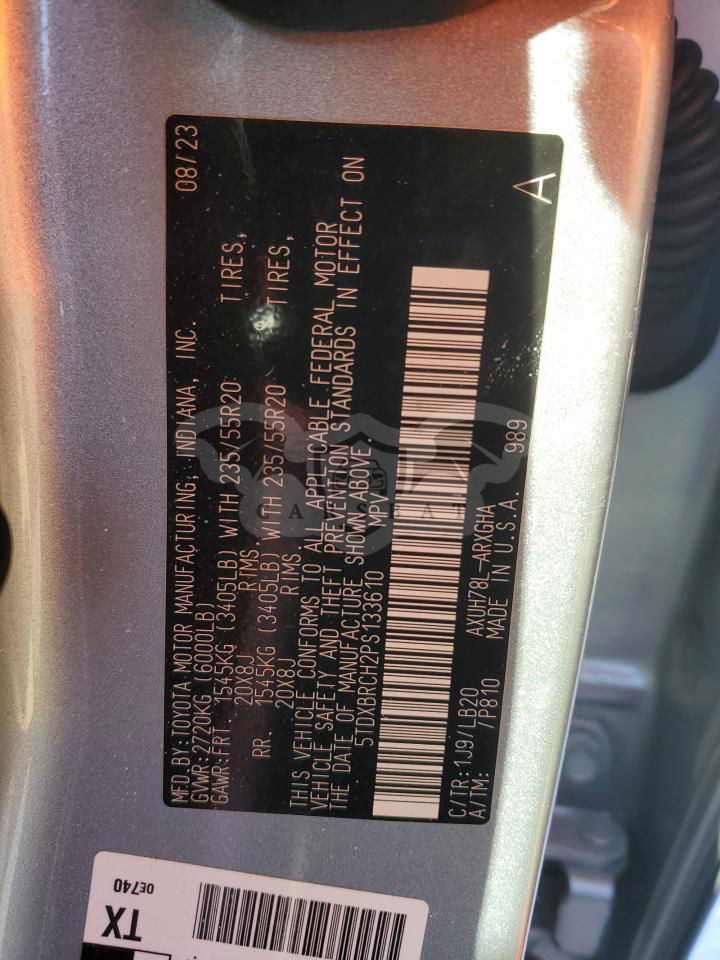 MFD.BY:TOYOTA MOTOR MANUFACTURING, INDIANA, INC. 08/23
GVWR:2720KG (6000LB)
GAWR:FRT. 1545KG (3405LB) WITH 235/55R20 TIRES,
20X8J RIMS
RR. 1545KG (3405LB) WITH 235/55R20 TIRES,
20X8J RIMS
THIS VEHICLE CONFORMS TO ALL APPLICABLE FEDERAL MOTOR
VEHICLE SAFETY AND THEFT PREVENTION STANDARDS IN EFFECT ON
THE DATE OF MANUFACTURE SHOWN ABOVE.
5TDXBRCH2PS133610 MPV
C/TR:1J9/LB20 AXUH78L-ARXGHA
A/TM: 7P810 MADE IN U.S.A. 989
A
TX
0E740
CARSFAT